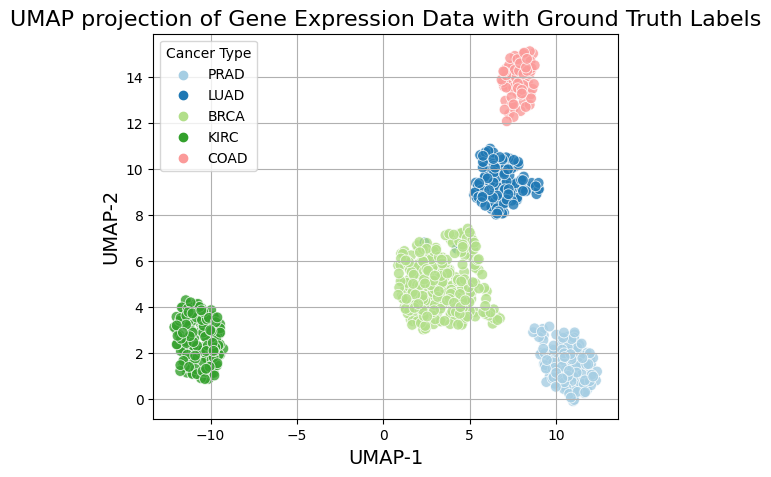 UMAP projection of Gene Expression Data with Ground Truth Labels
Cancer Type
PRAD
LUAD
BRCA
KIRC
COAD
14
12
10
8
6
4
2
0
UMAP-2
−10
−5
0
5
10
UMAP-1